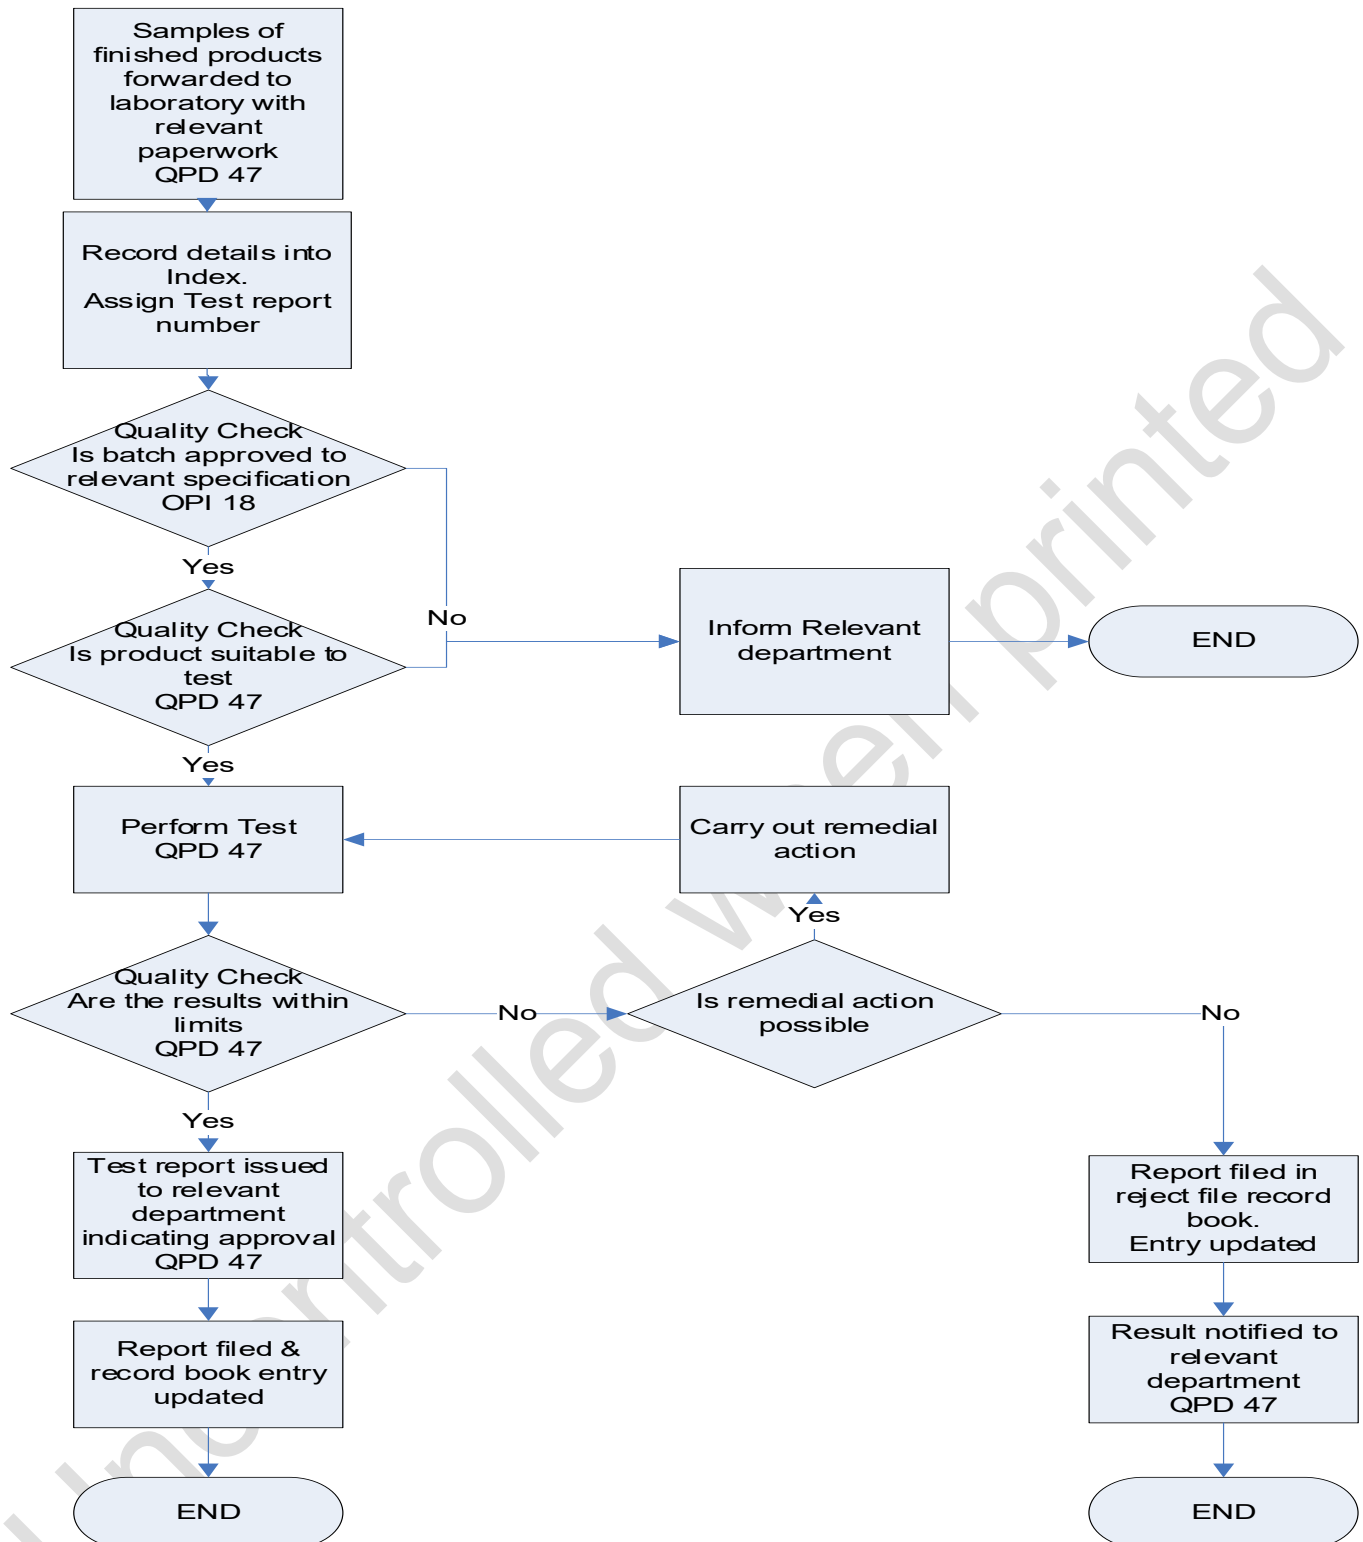 Samples of
finished products
forwarded to
laboratory with
relevant
paperwork
QPD 47
Record details into
Index.
Assign Test report
number
Quality Check
Is batch approved to
relevant specification
OPI 18
Yes
No
Quality Check
Is product suitable to
test
QPD 47
Inform Relevant
department
END
Yes
Perform Test
QPD 47
Carry out remedial
action
Yes
Quality Check
Are the results within
limits
QPD 47
No
Is remedial action
possible
No
Yes
Test report issued
to relevant
department
indicating approval
QPD 47
Report filed in
reject file record
book.
Entry updated
Report filed &
record book entry
updated
Result notified to
relevant
department
QPD 47
END
END
Uncontrolled when printed